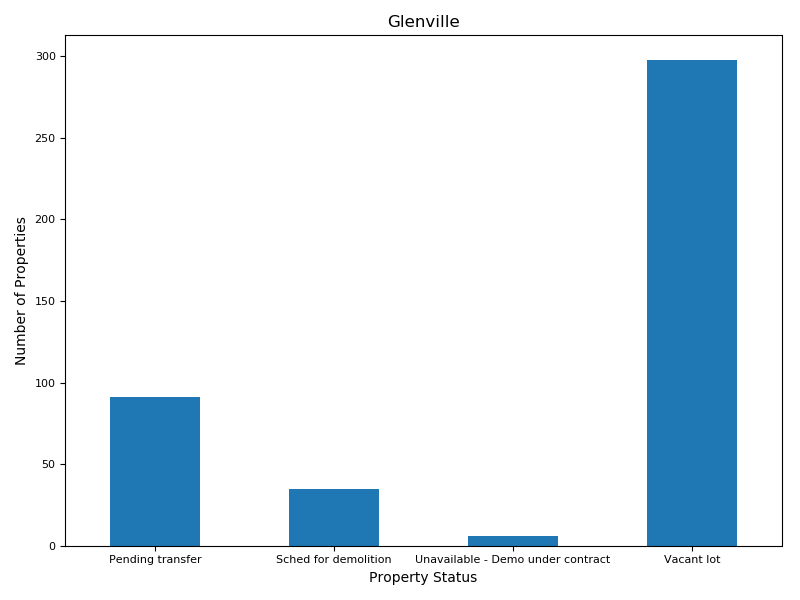 Glenville
Number of Properties
300
250
200
150
100
50
0
Pending transfer
Sched for demolition
Unavailable - Demo under contract
Vacant lot
Property Status